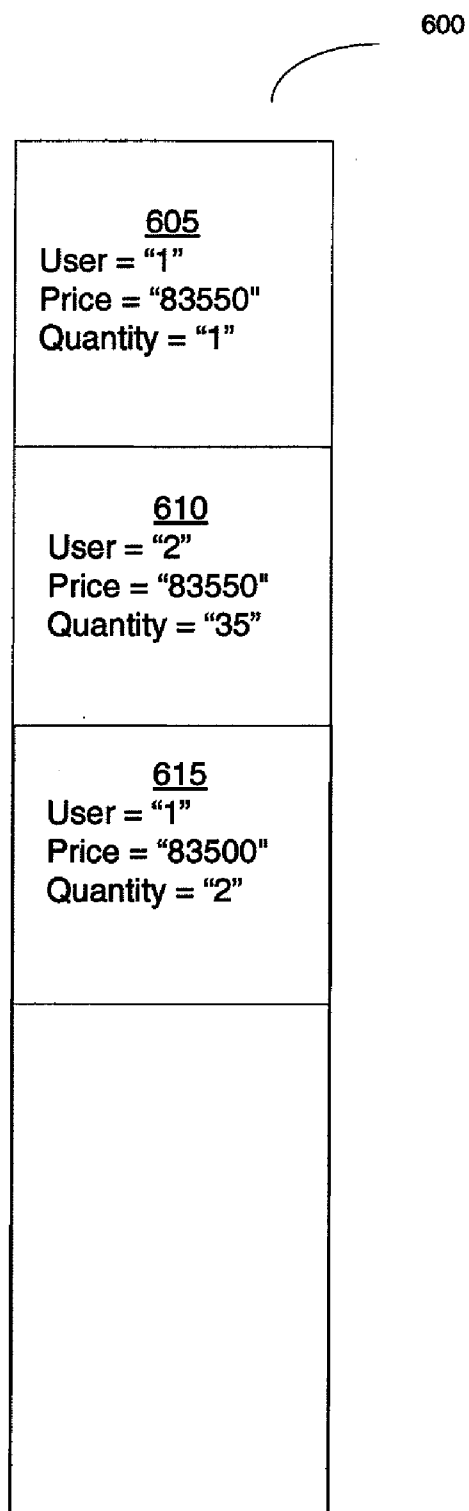 600
605
User = “1”
Price = “83550"
Quantity = “1”
610
User = “2”
Price = “83550"
Quantity = “35”
615
User = “1”
Price = “83500"
Quantity = “2”